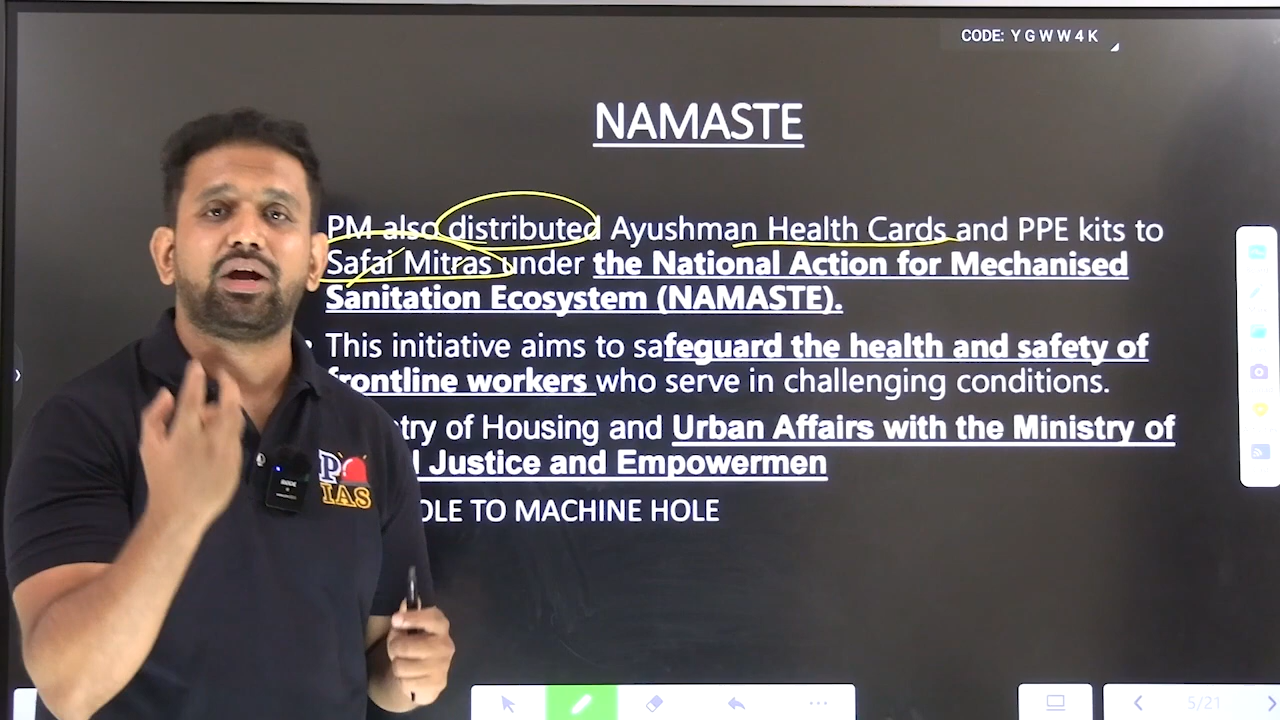 CODE: Y G W W 4 K
NAMASTE
PM also distributed Ayushman Health Cards and PPE kits to
Safai Mitras under the National Action for Mechanised
Sanitation Ecosystem (NAMASTE).
• This initiative aims to safeguard the health and safety of
frontline workers who serve in challenging conditions.
try of Housing and Urban Affairs with the Ministry of
l Justice and Empowermen
OLE TO MACHINE HOLE
IAS
5/21